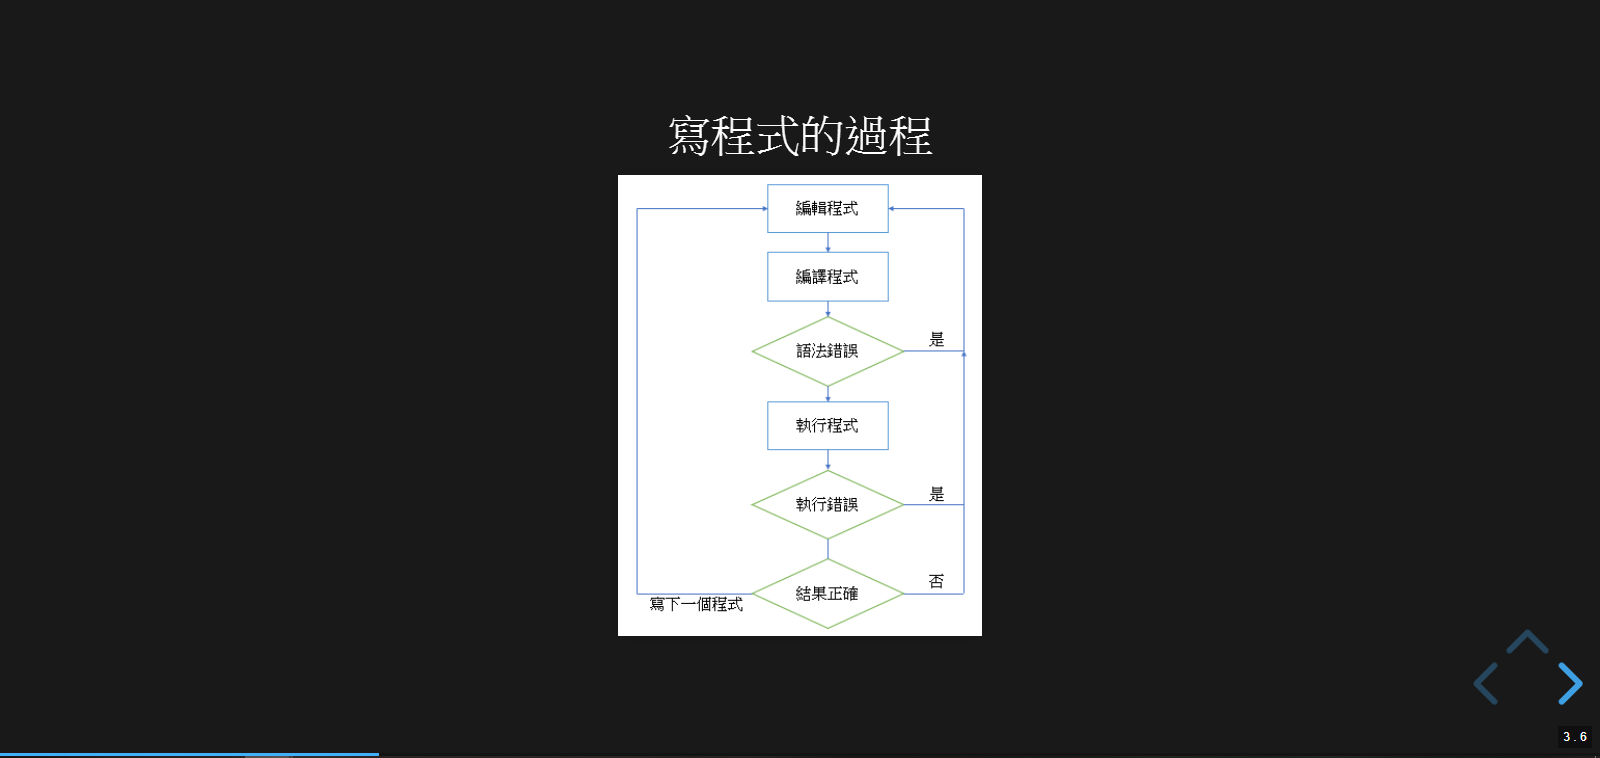 寫程式的過程
編輯程式
編譯程式
語法錯誤
是
執行程式
執行錯誤
是
結果正確
否
寫下一個程式
3.6